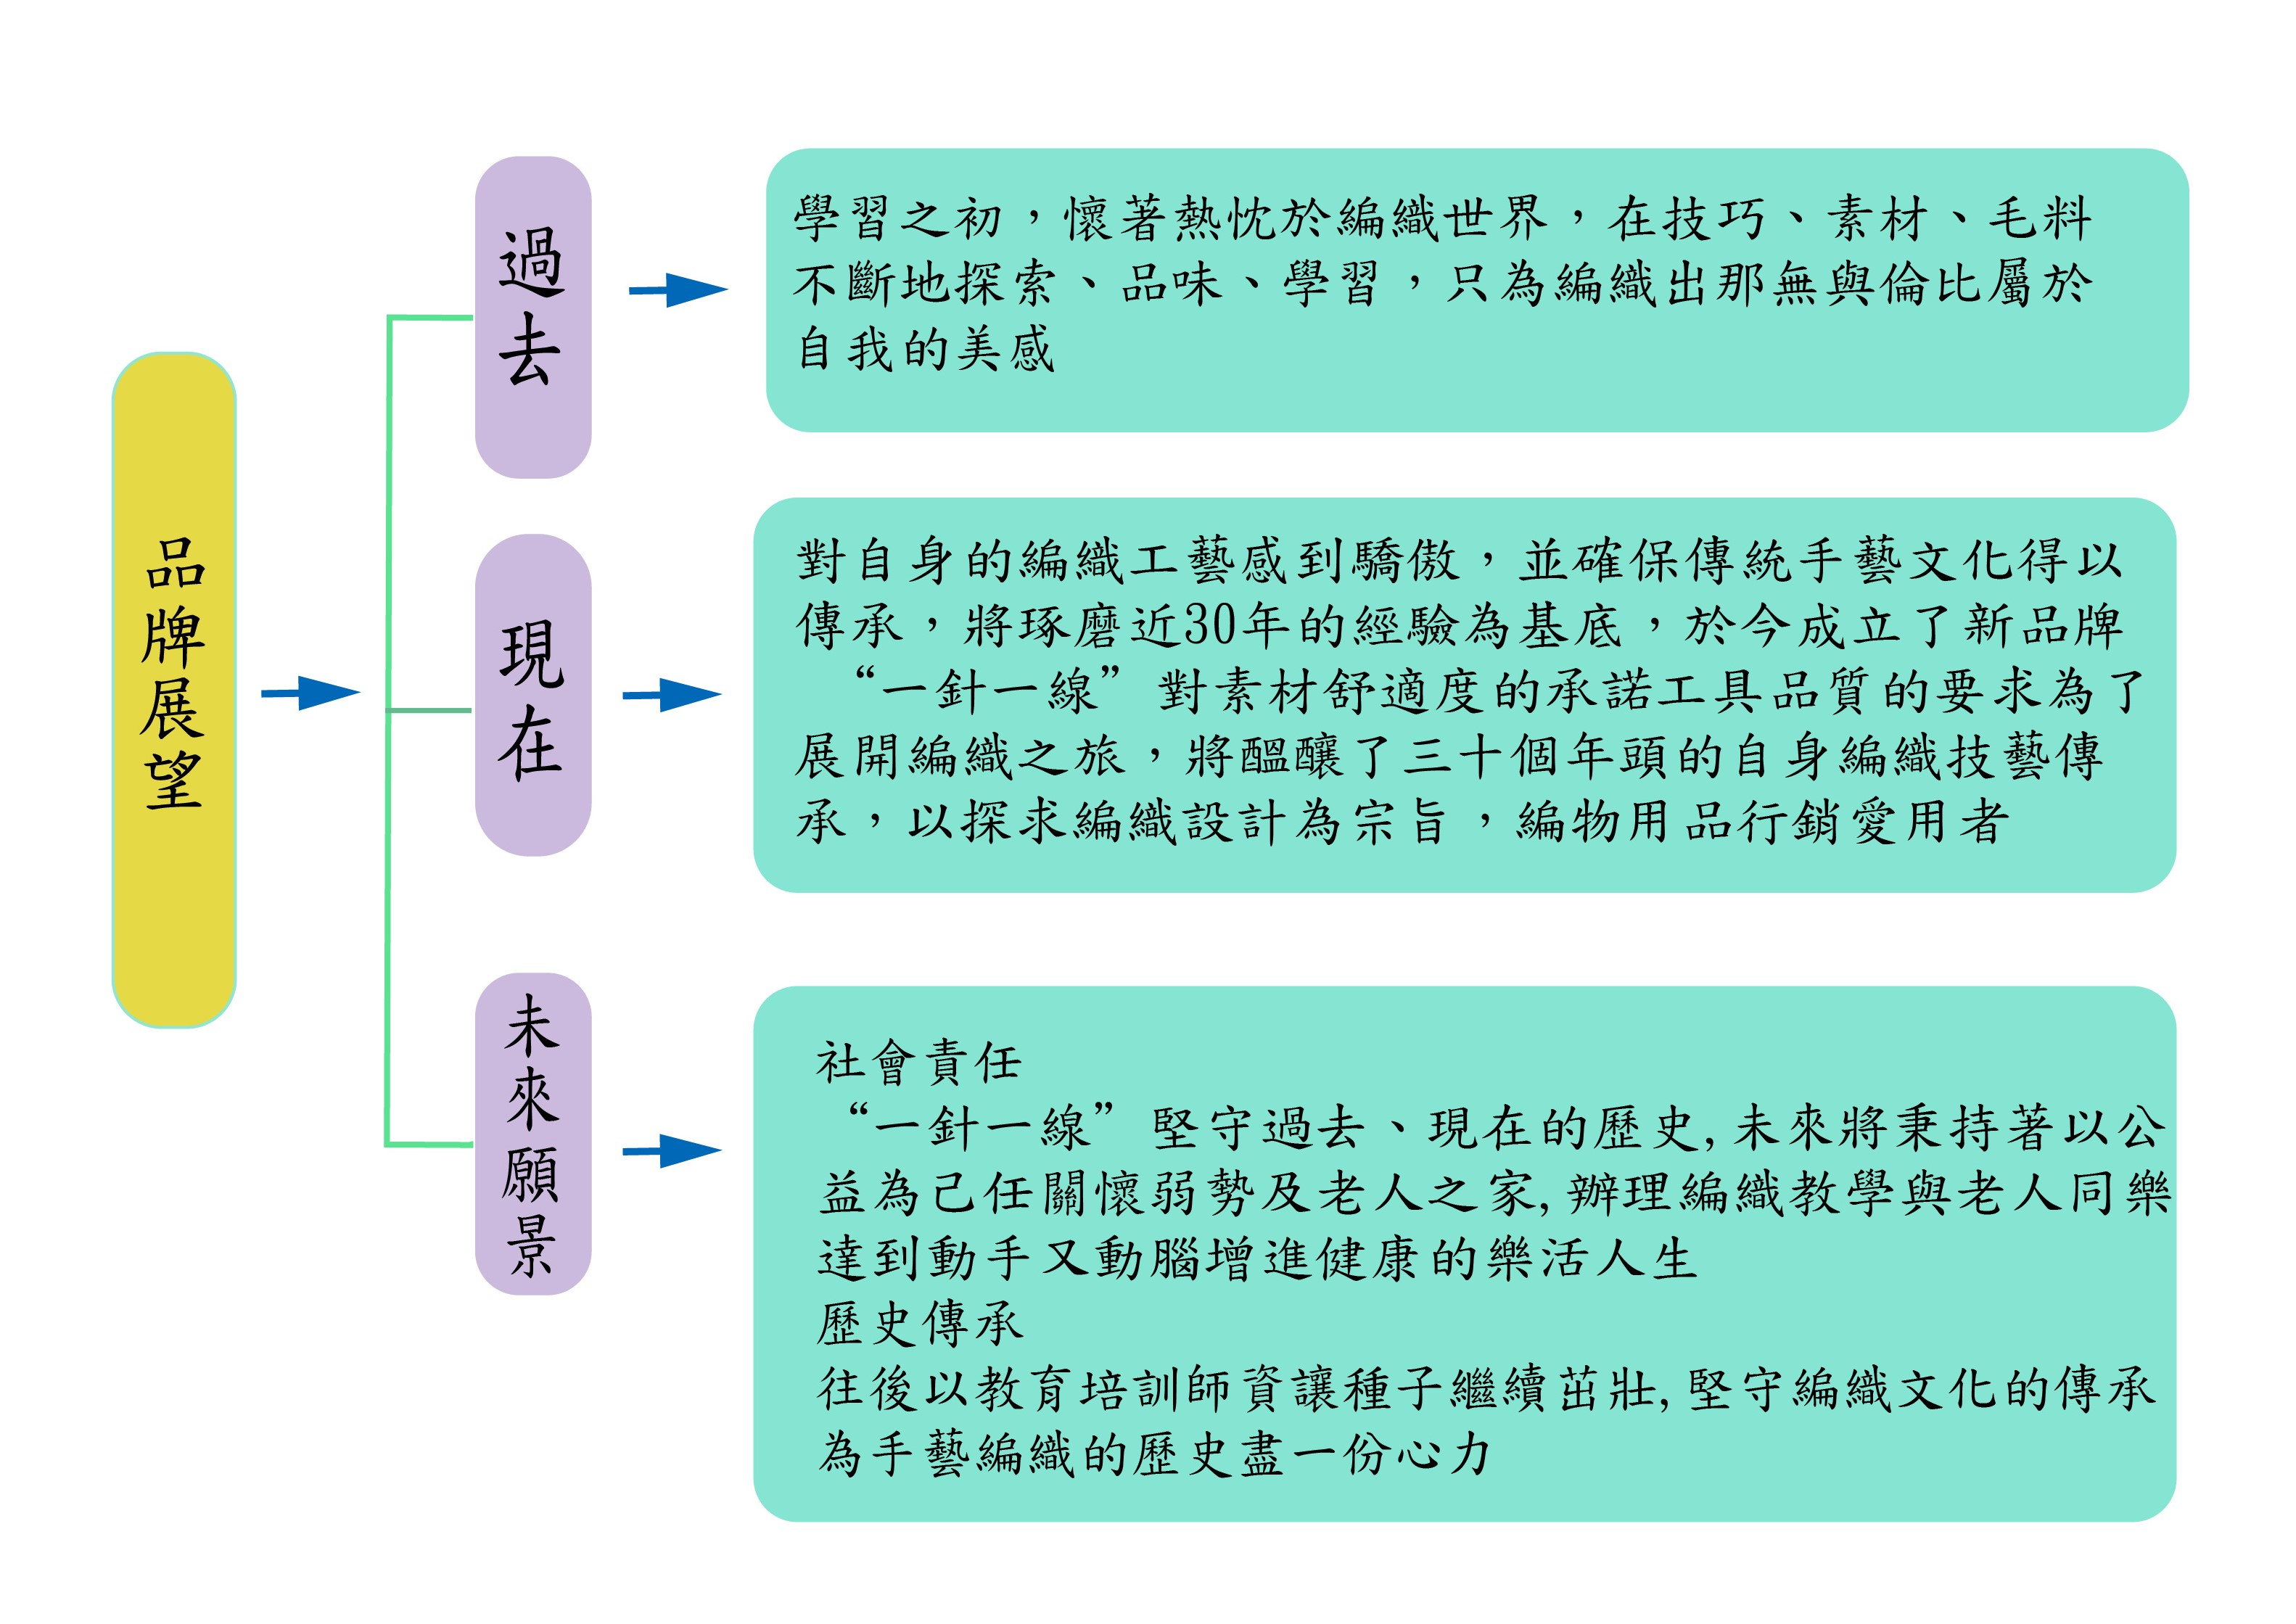 品牌展望
過去
學習之初，懷著熱忱於編織世界，在技巧、素材、毛料
不斷地探索、品味、學習，只為編織出那無與倫比屬於
自我的美感
現在
對自身的編織工藝感到驕傲，並確保傳統手藝文化得以
傳承，將琢磨近30年的經驗為基底，於今成立了新品牌
“一針一線”對素材舒適度的承諾工具品質的要求為了
展開編織之旅，將醞釀了三十個年頭的自身編織技藝傳
承，以探求編織設計為宗旨，編物用品行銷愛用者
未來願景
社會責任
“一針一線”堅守過去、現在的歷史,未來將秉持著以公
益為己任關懷弱勢及老人之家,辦理編織教學與老人同樂
達到動手又動腦增進健康的樂活人生
歷史傳承
往後以教育培訓師資讓種子繼續茁壯,堅守編織文化的傳承
為手藝編織的歷史盡一份心力